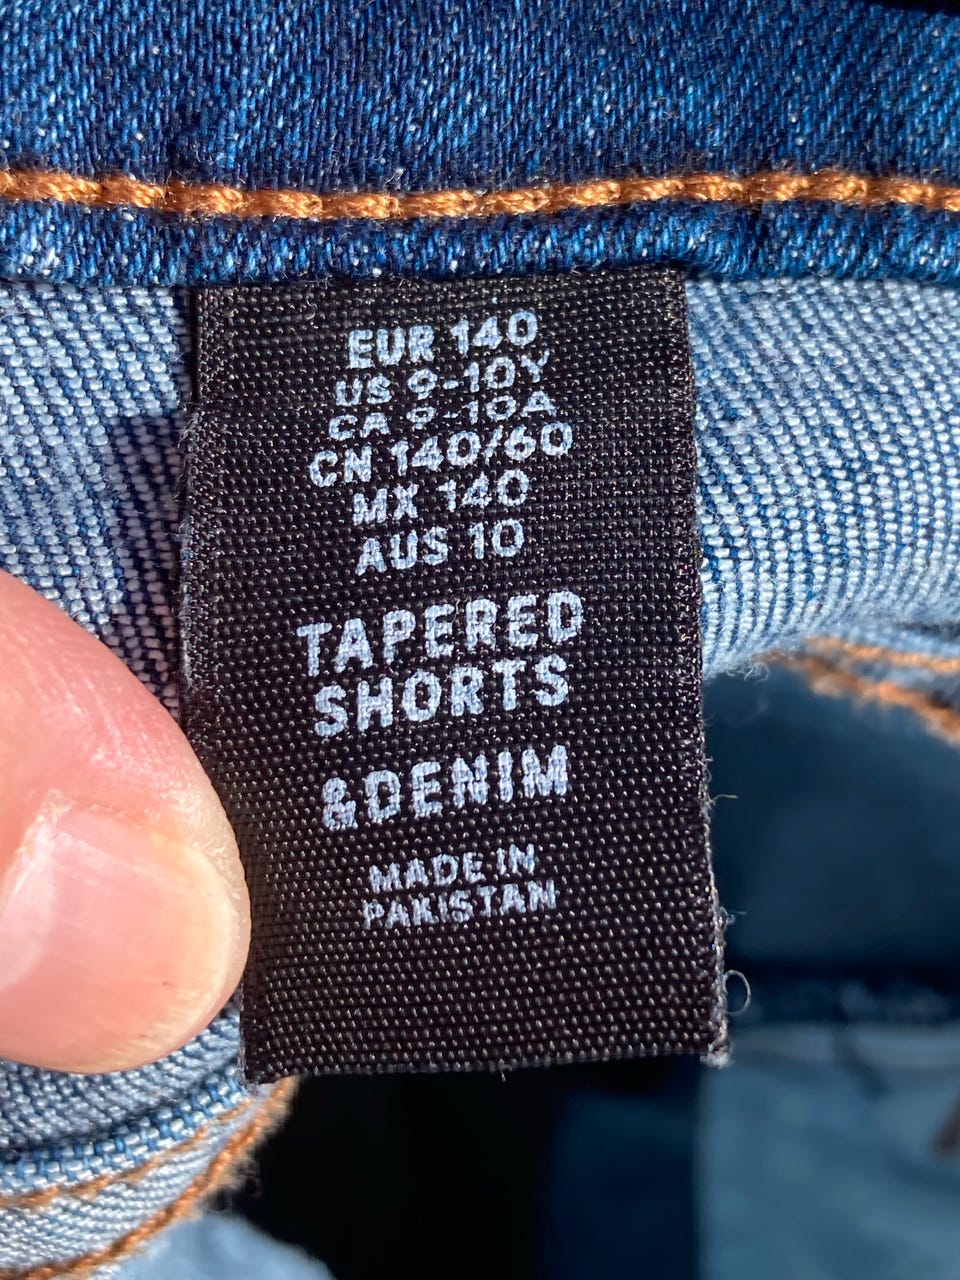 EUR 140
US 9-10Y
CA 9-10A
CN 140/60
MX 140
AUS 10
TAPERED
SHORTS
&DENIM
MADE IN
PAKISTAN